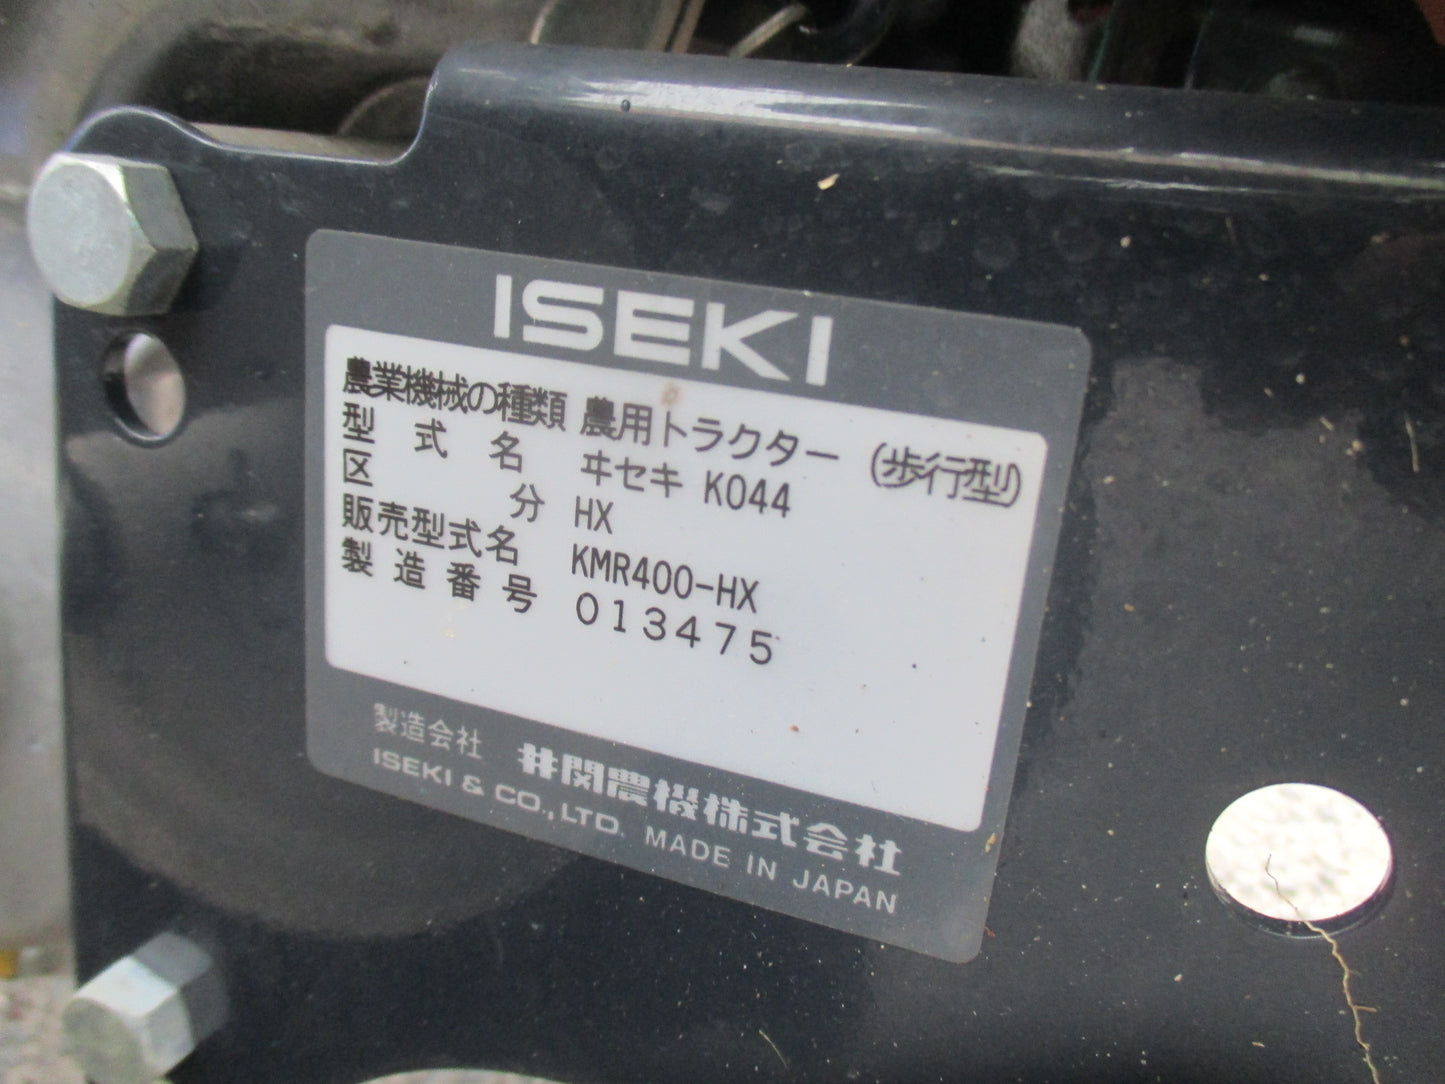 ISEKI
農業機械の種類 農用トラクター (歩行型)
型式名 ヰセキ K044
区分 HX
販売型式名 KMR400-HX
製造番号 013475
製造会社 井関農機株式会社
ISEKI & CO.,LTD. MADE IN JAPAN